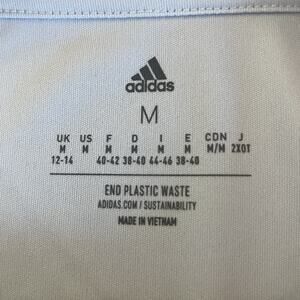 adidas
M
UK US F D I E CDN J
M M M M M M M/M 2XOT
12-14 40-42 38-40 44-46 38-40
END PLASTIC WASTE
ADIDAS.COM / SUSTAINABILITY
MADE IN VIETNAM